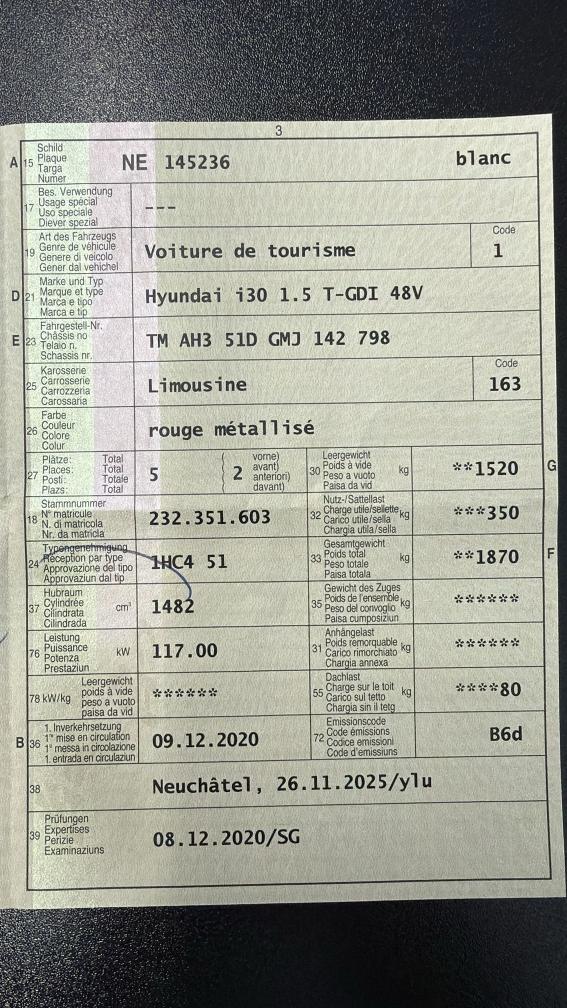 3
A 15 Schild
Plaque
Targa
Numer
NE 145236 blanc
17 Bes. Verwendung
Usage spécial
Uso speciale
Diever spezial
---
19 Art des Fahrzeugs
Genre de véhicule
Genere di veicolo
Gener dal vehichel
Voiture de tourisme
Code
1
D 21 Marke und Typ
Marque et type
Marca e tipo
Marca e tip
Hyundai i30 1.5 T-GDI 48V
E 23 Fahrgestell-Nr.
Châssis no
Telaio n.
Schassis nr.
TM AH3 51D GMJ 142 798
25 Karosserie
Carrosserie
Carrozzeria
Carossaria
Limousine
Code
163
26 Farbe
Couleur
Colore
Colur
rouge métallisé
27 Plätze: Total
Places: Total
Posti: Totale
Plazs: Total
5
2
vorne)
avant)
anteriori)
davant)
30 Leergewicht
Poids à vide
Peso a vuoto
Paisa da vid
kg
**1520
G
18 Stammnummer
N° matricule
N. di matricola
Nr. da matricla
232.351.603
32 Nutz-/Sattellast
Charge utile/sellette
Carico utile/sella
Chargia utila/sella
kg
***350
24 Typengenehmigung
Réception par type
Approvazione del tipo
Approvaziun dal tip
1HC4 51
33 Gesamtgewicht
Poids total
Peso totale
Paisa totala
kg
**1870
F
37 Hubraum
Cylindrée
Cilindrata
Cilindrada
cm³
1482
35 Gewicht des Zuges
Poids de l'ensemble
Peso del convoglio
Paisa cumposiziun
kg
******
76 Leistung
Puissance
Potenza
Prestaziun
kW
117.00
31 Anhängelast
Poids remorquable
Carico rimorchiato
Chargia annexa
kg
******
78 kW/kg
Leergewicht
poids à vide
peso a vuoto
paisa da vid
******
55 Dachlast
Charge sur le toit
Carico sul tetto
Chargia sin il tetg
kg
****80
B 36 1. Inverkehrsetzung
1re mise en circulation
1a messa in circolazione
1. entrada en circulaziun
09.12.2020
72 Emissionscode
Code émissions
Codice emissioni
Code d'emissiuns
B6d
38 Neuchâtel, 26.11.2025/ylu
39 Prüfungen
Expertises
Perizie
Examinaziuns
08.12.2020/SG